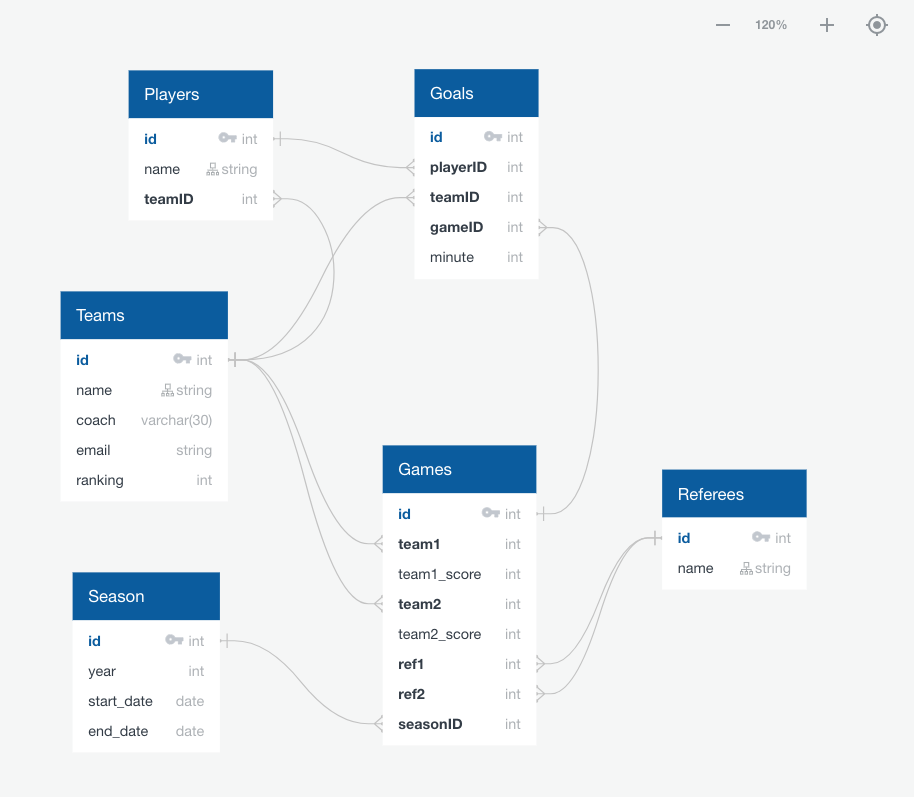 120%
Players
id int
name string
teamID int
Goals
id int
playerID int
teamID int
gameID int
minute int
Teams
id int
name string
coach varchar(30)
email string
ranking int
Games
id int
team1 int
team1_score int
team2 int
team2_score int
ref1 int
ref2 int
seasonID int
Referees
id int
name string
Season
id int
year int
start_date date
end_date date